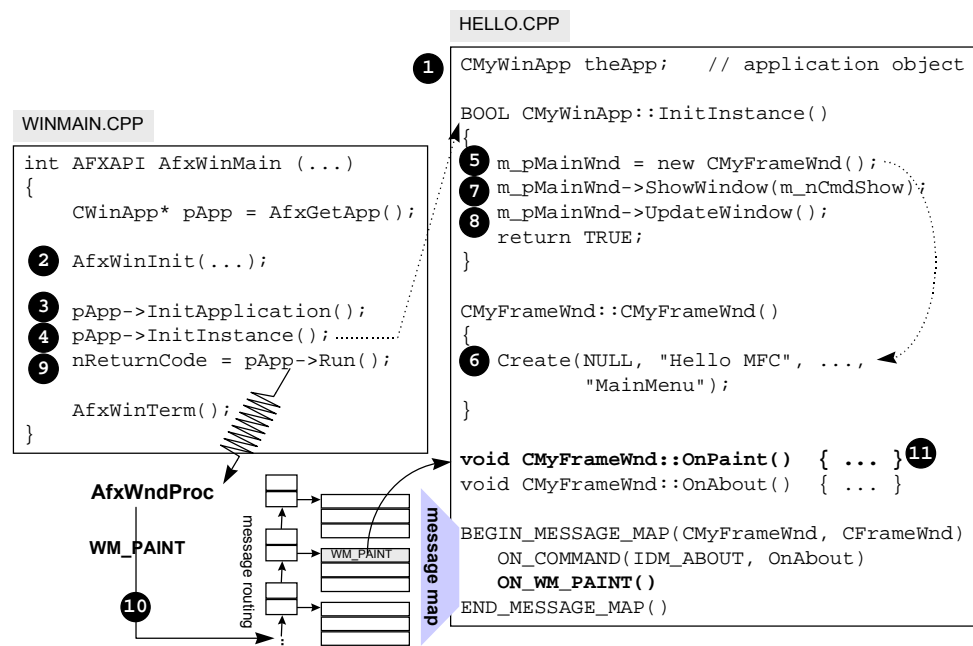 HELLO.CPP
1 CMyWinApp theApp; // application object
BOOL CMyWinApp::InitInstance()
{
5 m_pMainWnd = new CMyFrameWnd();
7 m_pMainWnd->ShowWindow(m_nCmdShow);
8 m_pMainWnd->UpdateWindow();
return TRUE;
}
CMyFrameWnd::CMyFrameWnd()
{
6 Create(NULL, "Hello MFC", ...,
"MainMenu");
}
void CMyFrameWnd::OnPaint() { ... } 11
void CMyFrameWnd::OnAbout() { ... }
BEGIN_MESSAGE_MAP(CMyFrameWnd, CFrameWnd)
ON_COMMAND(IDM_ABOUT, OnAbout)
ON_WM_PAINT()
END_MESSAGE_MAP()
WINMAIN.CPP
int AFXAPI AfxWinMain (...)
{
CWinApp* pApp = AfxGetApp();
2 AfxWinInit(...);
3 pApp->InitApplication();
4 pApp->InitInstance();
9 nReturnCode = pApp->Run();
AfxWinTerm();
}
AfxWndProc
WM_PAINT
10
message routing
WM_PAINT
message map
...